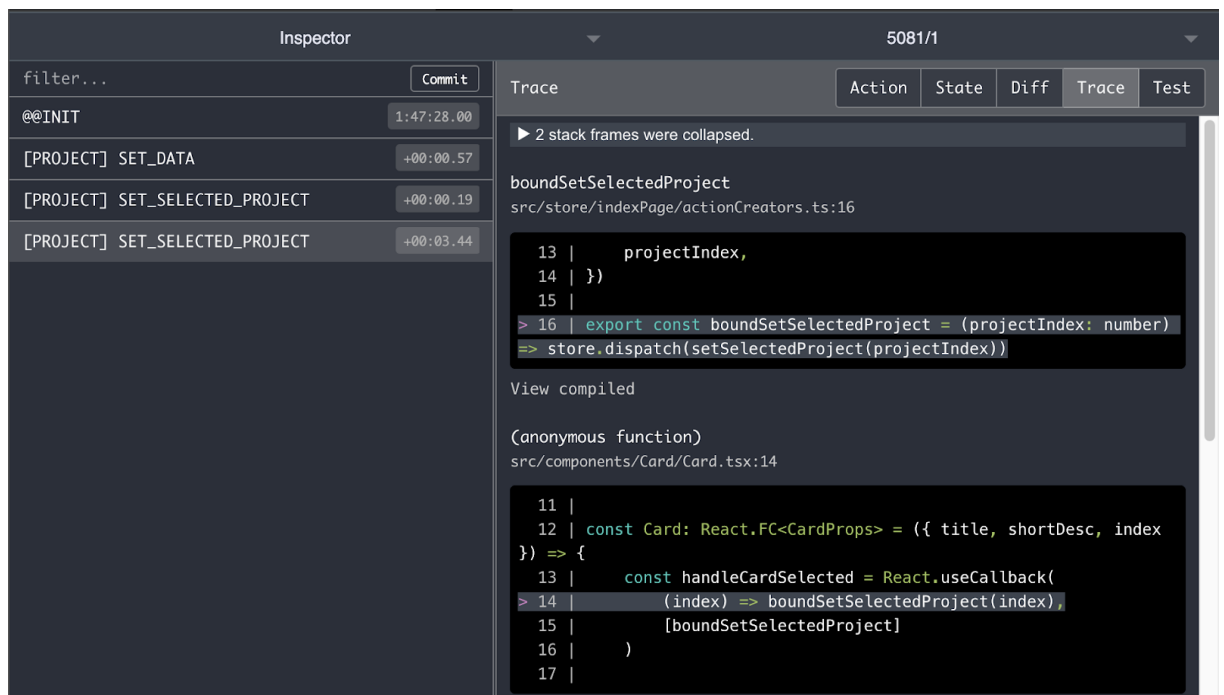 Inspector
5081/1
filter...
Commit
@@INIT
1:47:28.00
[PROJECT] SET_DATA
+00:00.57
[PROJECT] SET_SELECTED_PROJECT
+00:00.19
[PROJECT] SET_SELECTED_PROJECT
+00:03.44
Trace
Action
State
Diff
Trace
Test
▶ 2 stack frames were collapsed.
boundSetSelectedProject
src/store/indexPage/actionCreators.ts:16
13 |     projectIndex,
14 | })
15 |
> 16 | export const boundSetSelectedProject = (projectIndex: number)
=> store.dispatch(setSelectedProject(projectIndex))
View compiled
(anonymous function)
src/components/Card/Card.tsx:14
11 |
12 | const Card: React.FC<CardProps> = ({ title, shortDesc, index
}) => {
13 |     const handleCardSelected = React.useCallback(
> 14 |         (index) => boundSetSelectedProject(index),
15 |         [boundSetSelectedProject]
16 |     )
17 |